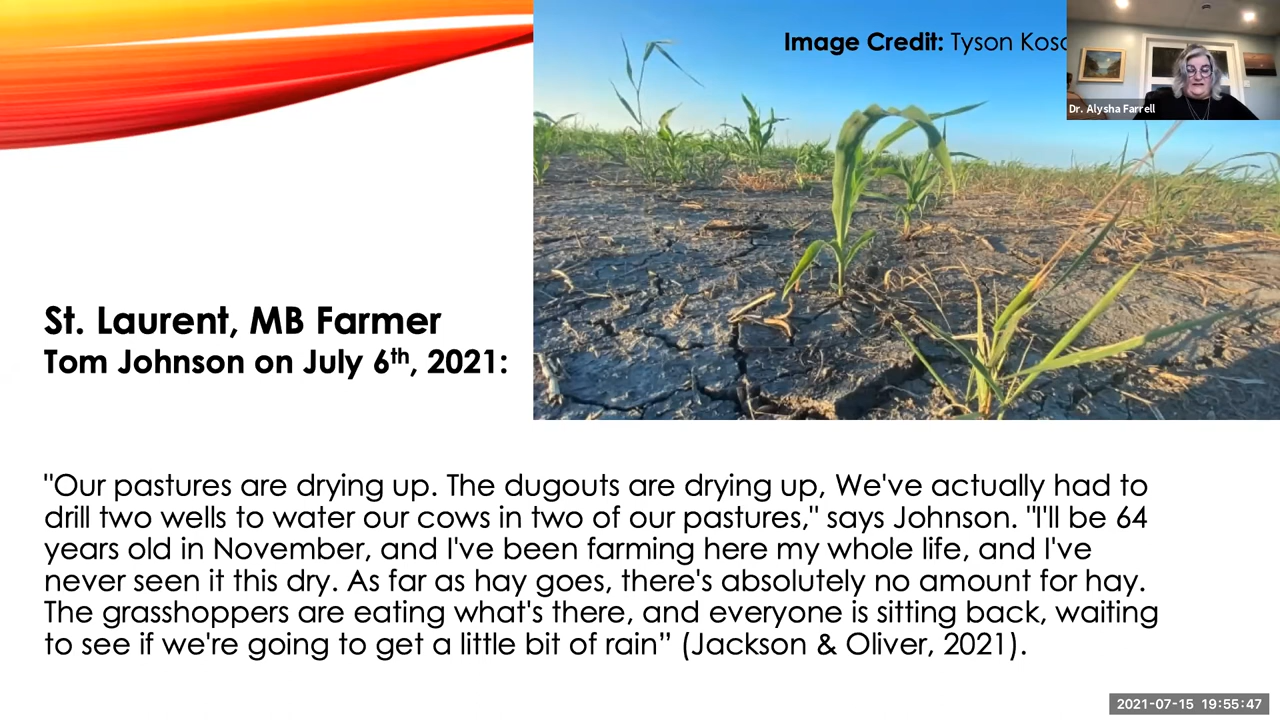 Image Credit: Tyson
Dr. Alysha Farrell
St. Laurent, MB Farmer
Tom Johnson on July 6th, 2021:
"Our pastures are drying up. The dugouts are drying up, We've actually had to
drill two wells to water our cows in two of our pastures," says Johnson. "I'll be 64
years old in November, and I've been farming here my whole life, and I've
never seen it this dry. As far as hay goes, there's absolutely no amount for hay.
The grasshoppers are eating what's there, and everyone is sitting back, waiting
to see if we're going to get a little bit of rain” (Jackson & Oliver, 2021).
2021-07-15 19:55:47